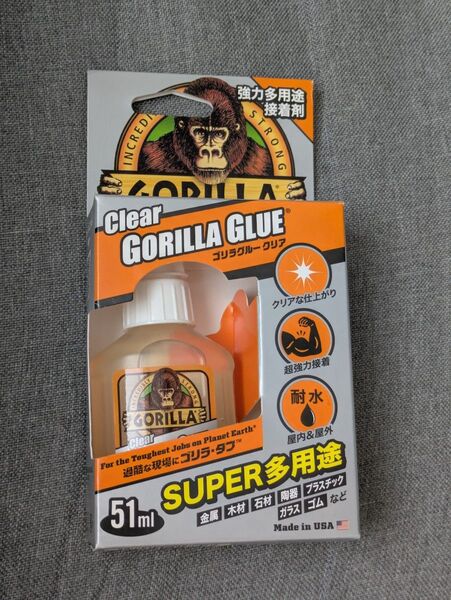 強力多用途
接着剤
INCREDIBLY STRONG
GORILLA
Clear
GORILLA GLUE®
ゴリラグルー クリア
クリアな仕上がり
超強力接着
耐水
屋内&屋外
GORILLA
Clear
For the Toughest Jobs on Planet Earth®
過酷な現場にゴリラ・タフ™
SUPER多用途
51ml
金属 木材 石材 陶器 プラスチック
ガラス ゴム など
Made in USA